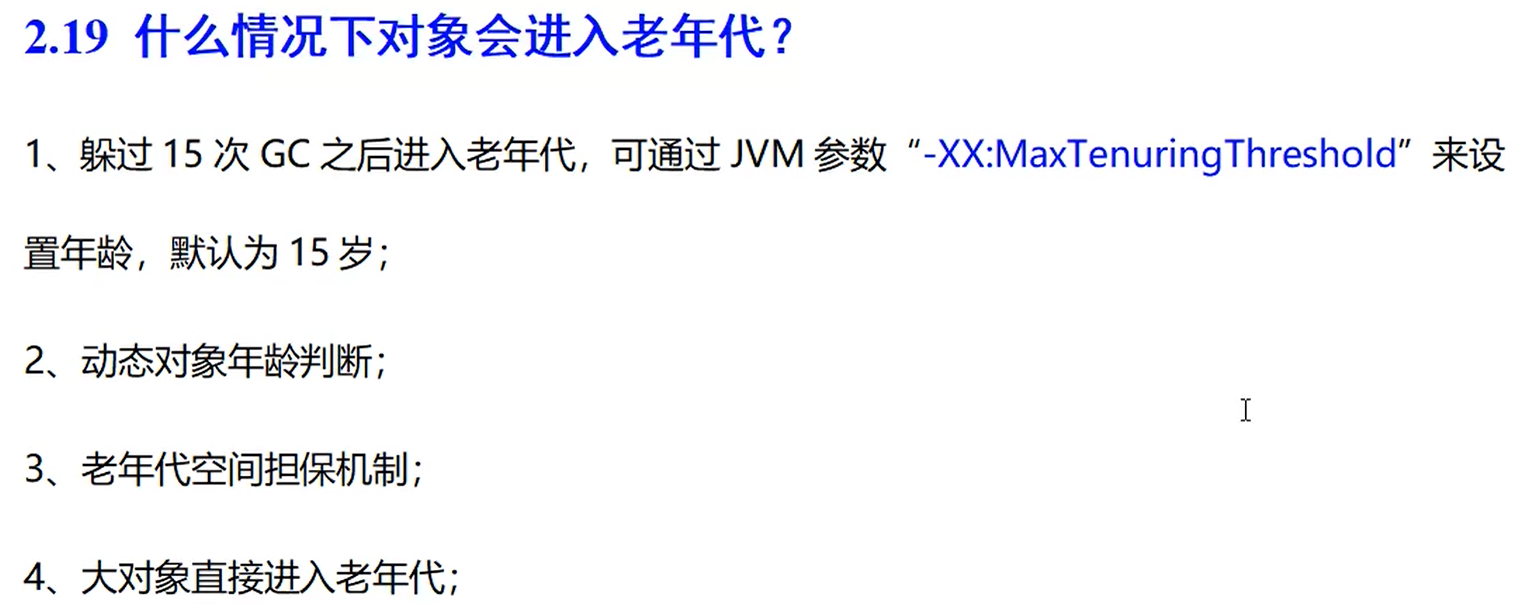 2.19 什么情况下对象会进入老年代？
1、躲过 15 次 GC 之后进入老年代，可通过 JVM 参数“-XX:MaxTenuringThreshold”来设
置年龄，默认为 15 岁；
2、动态对象年龄判断；
3、老年代空间担保机制；
4、大对象直接进入老年代；